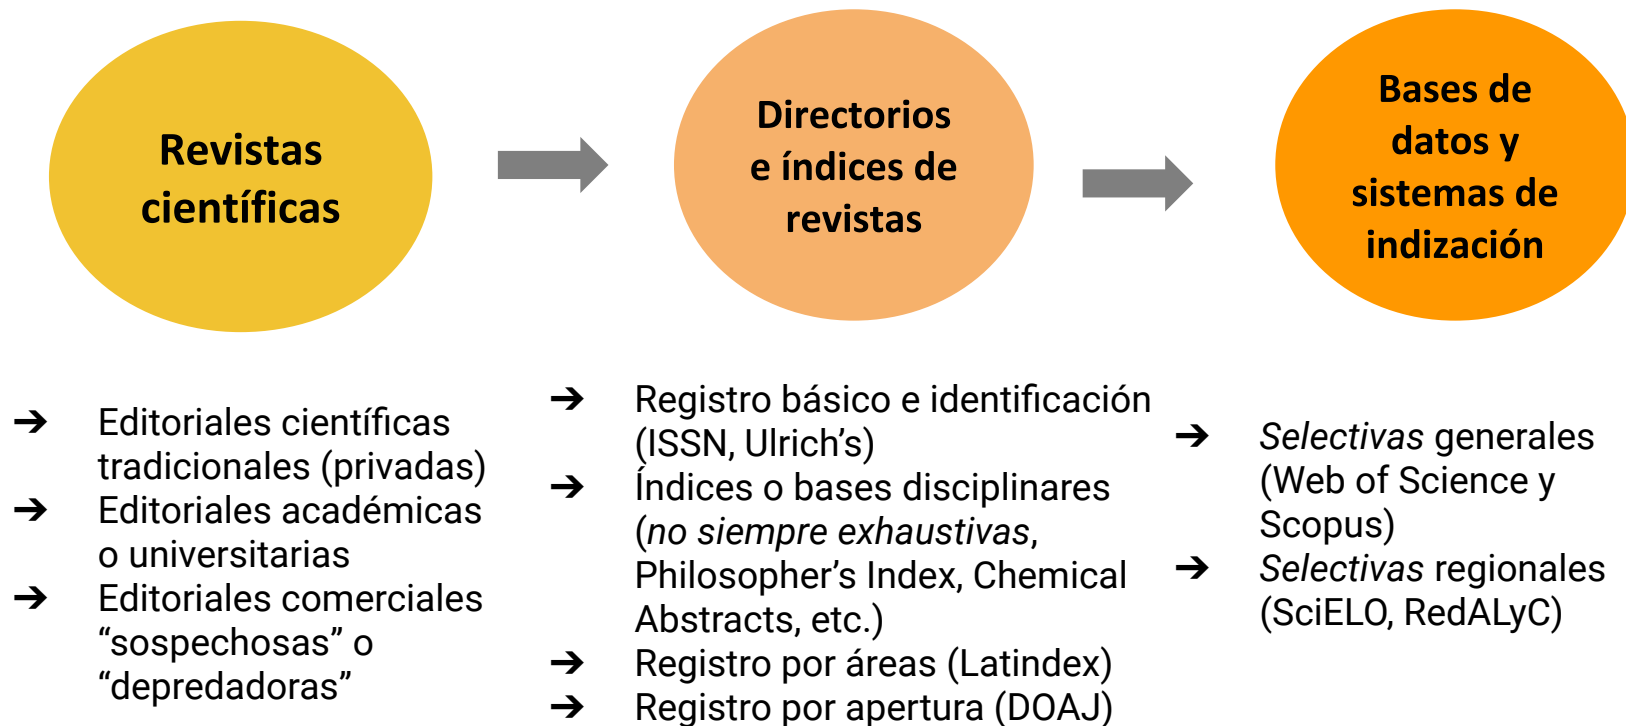 Revistas
científicas
Directorios
e índices de
revistas
Bases de
datos y
sistemas de
indización
➔ Editoriales científicas
tradicionales (privadas)
➔ Editoriales académicas
o universitarias
➔ Editoriales comerciales
“sospechosas” o
“depredadoras”
➔ Registro básico e identificación
(ISSN, Ulrich’s)
➔ Índices o bases disciplinares
(no siempre exhaustivas,
Philosopher’s Index, Chemical
Abstracts, etc.)
➔ Registro por áreas (Latindex)
➔ Registro por apertura (DOAJ)
➔ Selectivas generales
(Web of Science y
Scopus)
➔ Selectivas regionales
(SciELO, RedALyC)